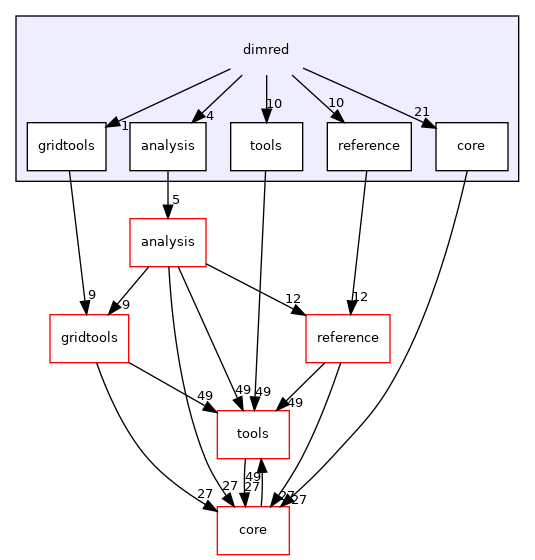 dimred
1 4 10 10 21
gridtools analysis tools reference core
5
analysis
9 9 12 12
gridtools reference
49 49 49 49
tools
49
27 27 27 27 27
core